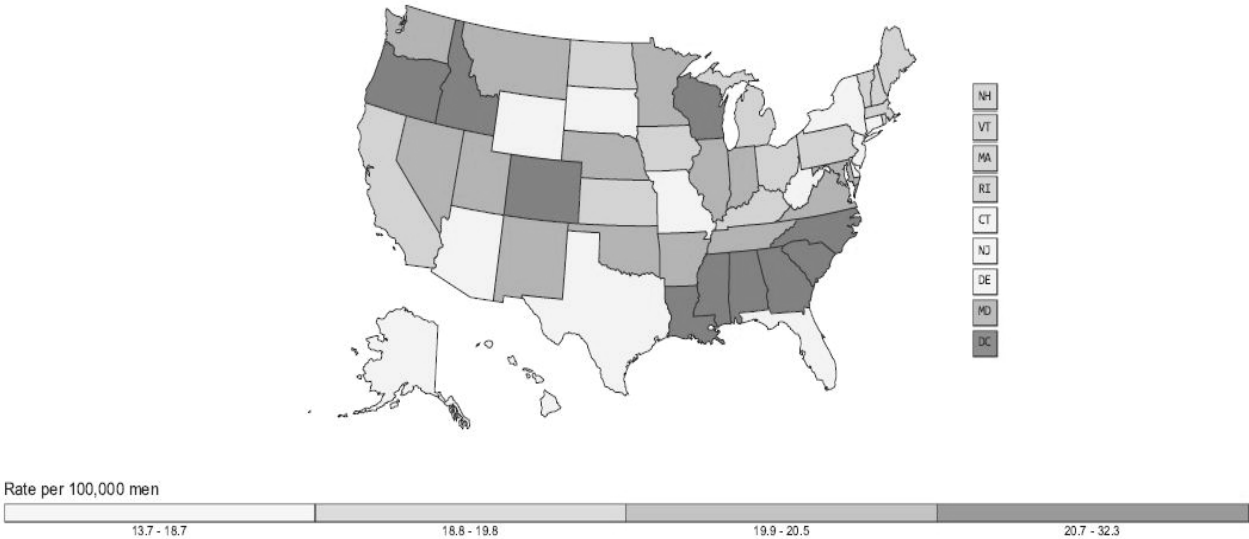 NH
VT
MA
RI
CT
NJ
DE
MD
DC
Rate per 100,000 men
13.7 - 18.7
18.8 - 19.8
19.9 - 20.5
20.7 - 32.3